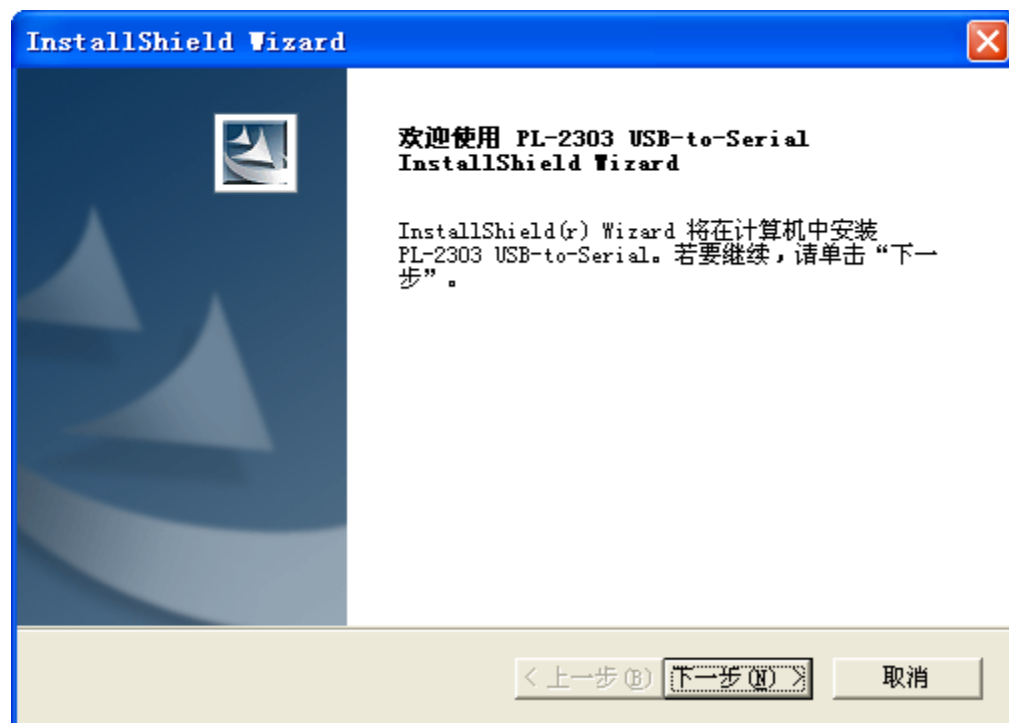 InstallShield Wizard
欢迎使用 PL-2303 USB-to-Serial
InstallShield Wizard
InstallShield(r) Wizard 将在计算机中安装
PL-2303 USB-to-Serial。若要继续，请单击“下一
步”。
< 上一步(B) 下一步(N) > 取消